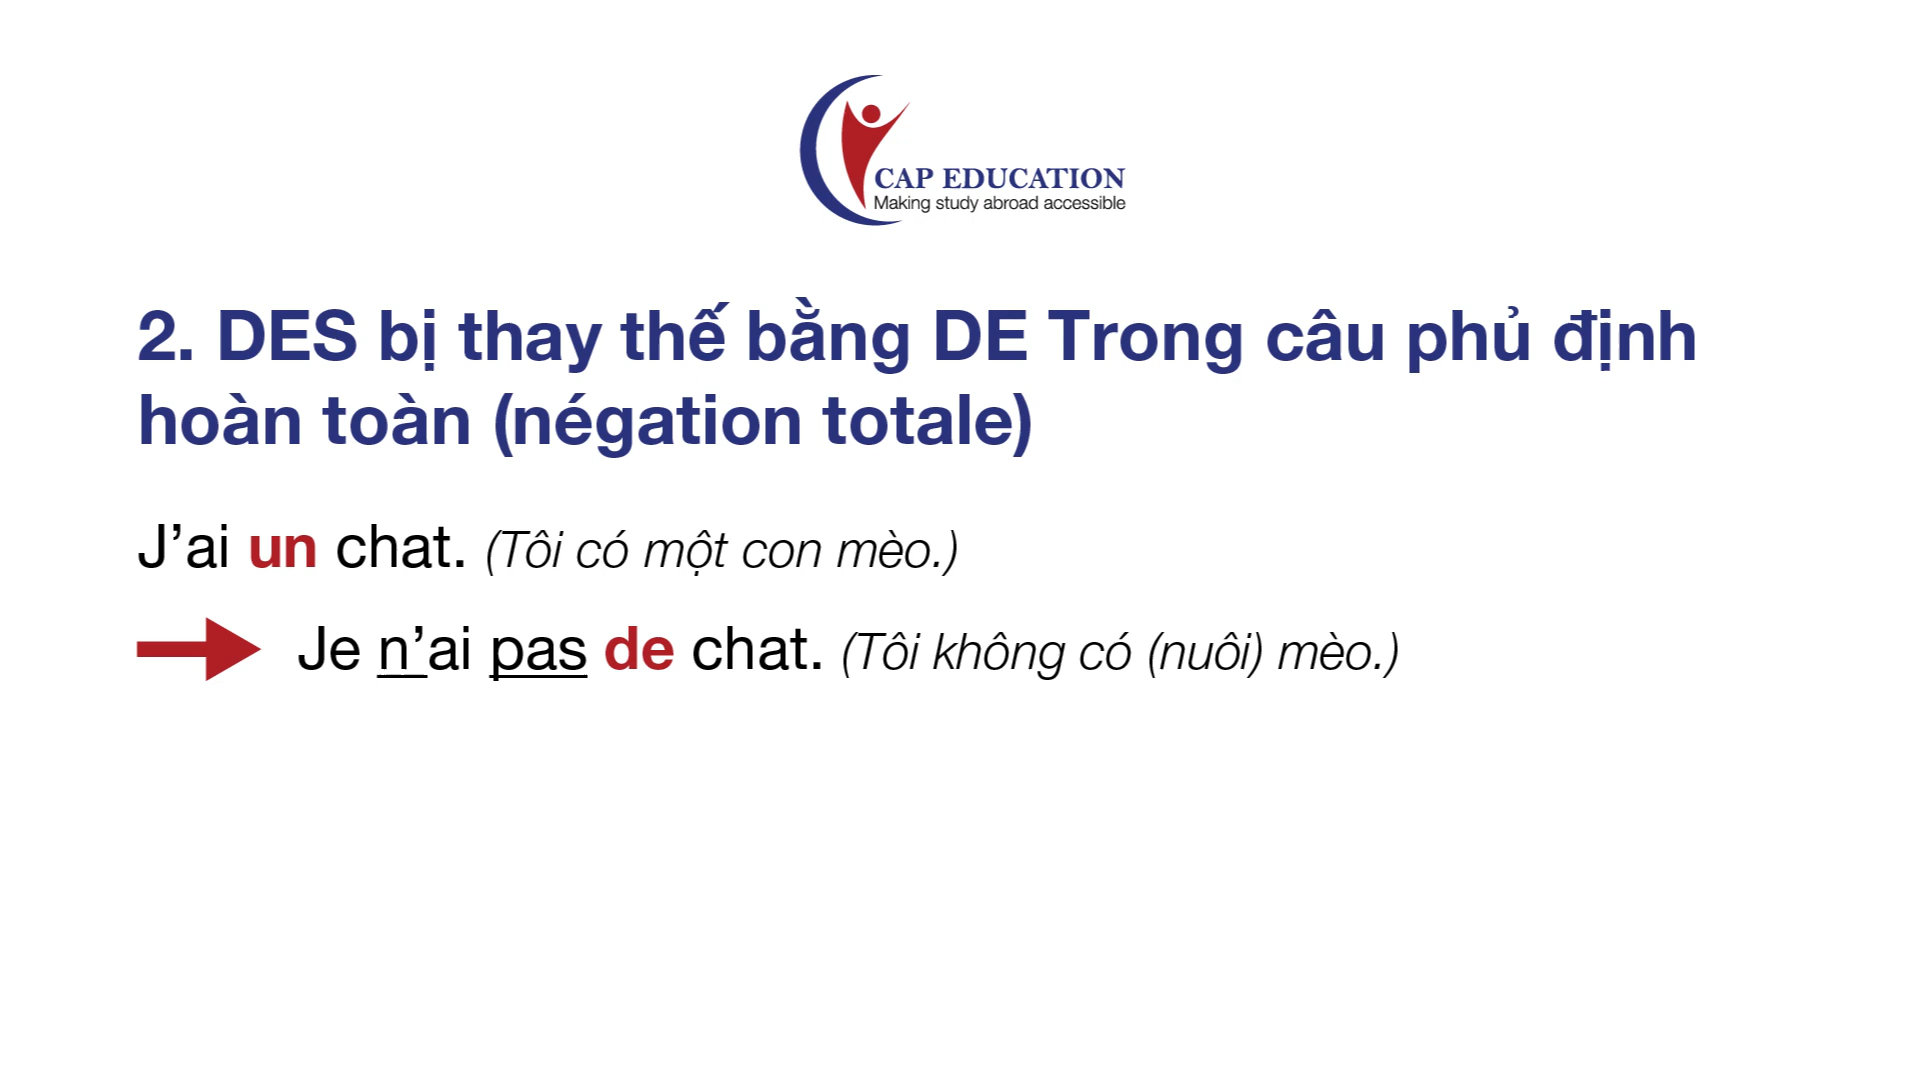 CAP EDUCATION
Making study abroad accessible
2. DES bị thay thế bằng DE Trong câu phủ định
hoàn toàn (négation totale)
J’ai un chat. (Tôi có một con mèo.)
Je n’ai pas de chat. (Tôi không có (nuôi) mèo.)